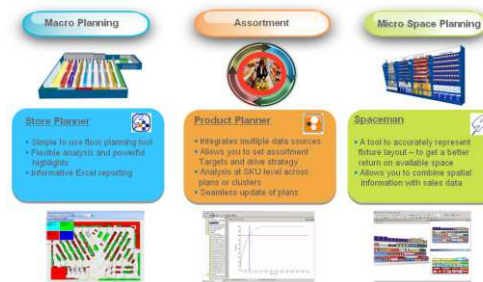 Macro Planning
Assortment
Micro Space Planning
Store Planner
• Simple to use floor planning tool
• Flexible analysis and powerful
highlights
• Informative Excel reporting
Product Planner
• Integrates multiple data sources
• Allows you to set assortment
Targets and drive strategy
• Analysis at SKU level across
plans or clusters
• Seamless update of plans
Spaceman
• A tool to accurately represent
fixture layout – to get a better
return on available space
• Allows you to combine spatial
information with sales data